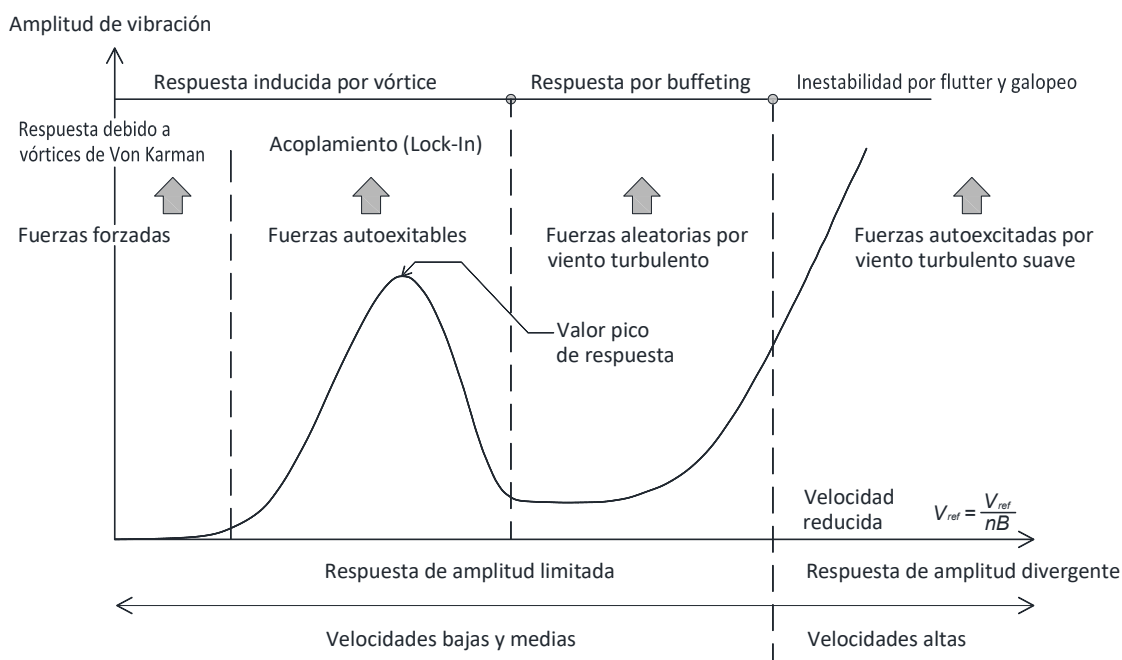 Amplitud de vibración
Respuesta inducida por vórtice
Respuesta por buffeting
Inestabilidad por flutter y galopeo
Respuesta debido a
vórtices de Von Karman
Acoplamiento (Lock-In)
Fuerzas forzadas
Fuerzas autoexitables
Fuerzas aleatorias por
viento turbulento
Fuerzas autoexcitadas por
viento turbulento suave
Valor pico
de respuesta
Velocidad
reducida
V_ref = V_ref / nB
Respuesta de amplitud limitada
Respuesta de amplitud divergente
Velocidades bajas y medias
Velocidades altas